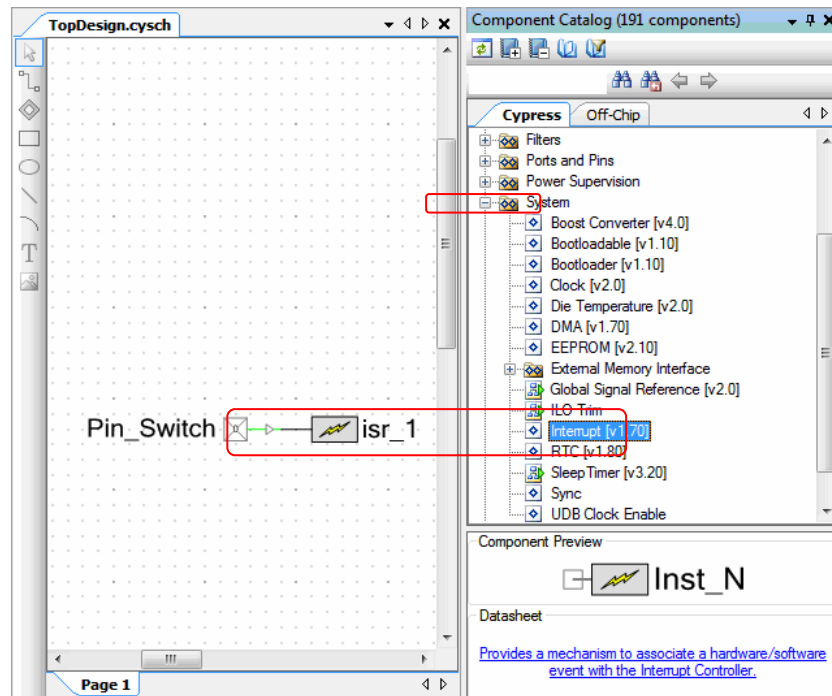 TopDesign.cysch
Pin_Switch
isr_1
Page 1
Component Catalog (191 components)
Cypress
Off-Chip
Filters
Ports and Pins
Power Supervision
System
Boost Converter [v4.0]
Bootloadable [v1.10]
Bootloader [v1.10]
Clock [v2.0]
Die Temperature [v2.0]
DMA [v1.70]
EEPROM [v2.10]
External Memory Interface
Global Signal Reference [v2.0]
ILO Trim
Interrupt [v1.70]
RTC [v1.80]
SleepTimer [v3.20]
Sync
UDB Clock Enable
Component Preview
Inst_N
Datasheet
Provides a mechanism to associate a hardware/software
event with the Interrupt Controller.